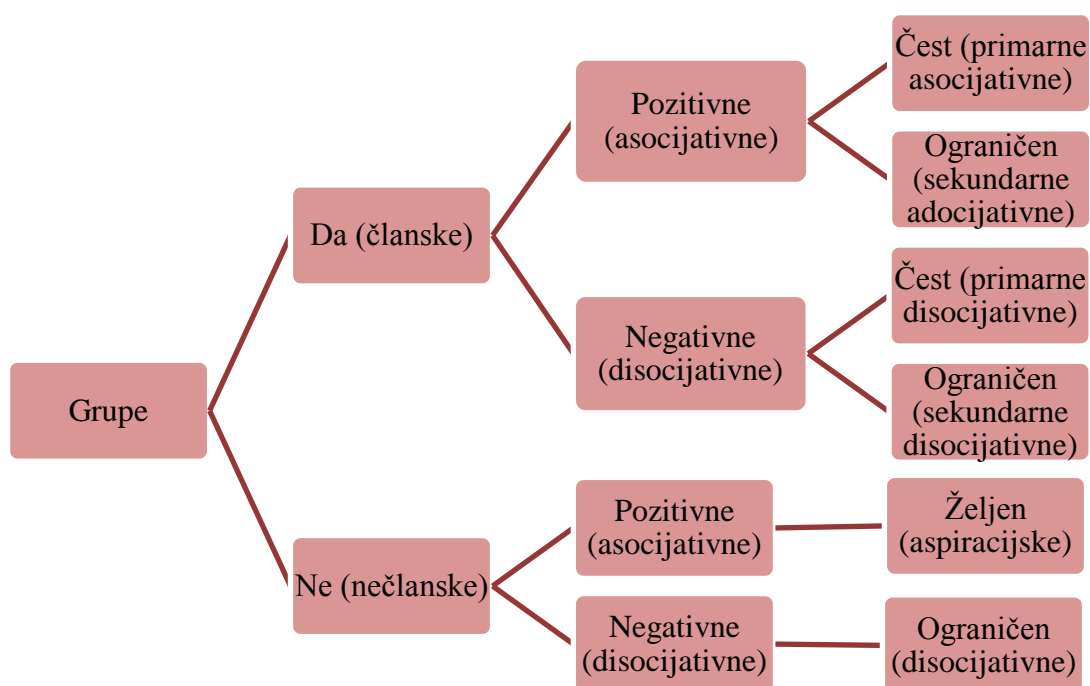 Grupe
Da (članske)
Pozitivne
(asocijativne)
Čest (primarne
asocijativne)
Ograničen
(sekundarne
adocijativne)
Negativne
(disocijativne)
Čest (primarne
disocijativne)
Ograničen
(sekundarne
disocijativne)
Ne (nečlanske)
Pozitivne
(asocijativne)
Željen
(aspiracijske)
Negativne
(disocijativne)
Ograničen
(disocijativne)